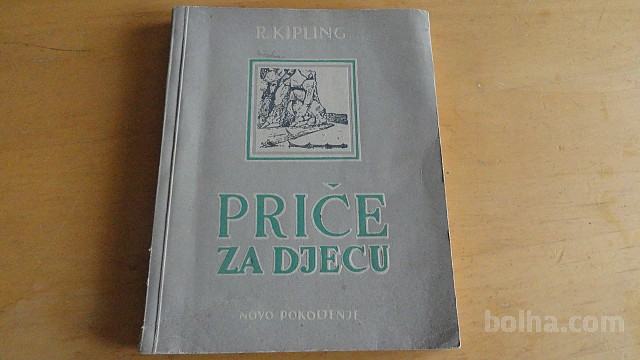 R. KIPLING
PRIČE
ZA DJECU
NOVO POKOLJENJE
bolha.com